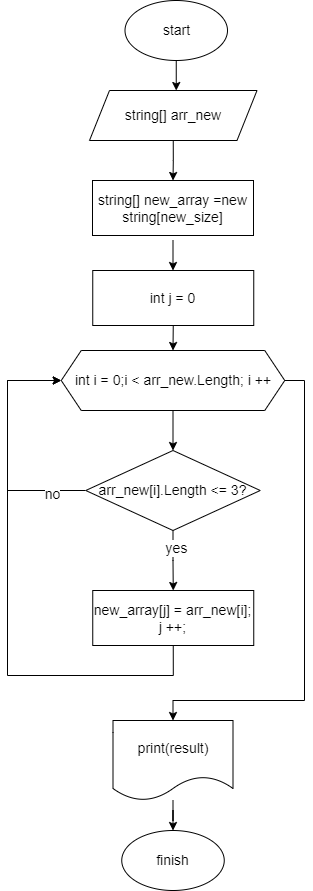 start
string[] arr_new
string[] new_array =new
string[new_size]
int j = 0
int i = 0;i < arr_new.Length; i ++
arr_new[i].Length <= 3?
no
yes
new_array[j] = arr_new[i];
j ++;
print(result)
finish